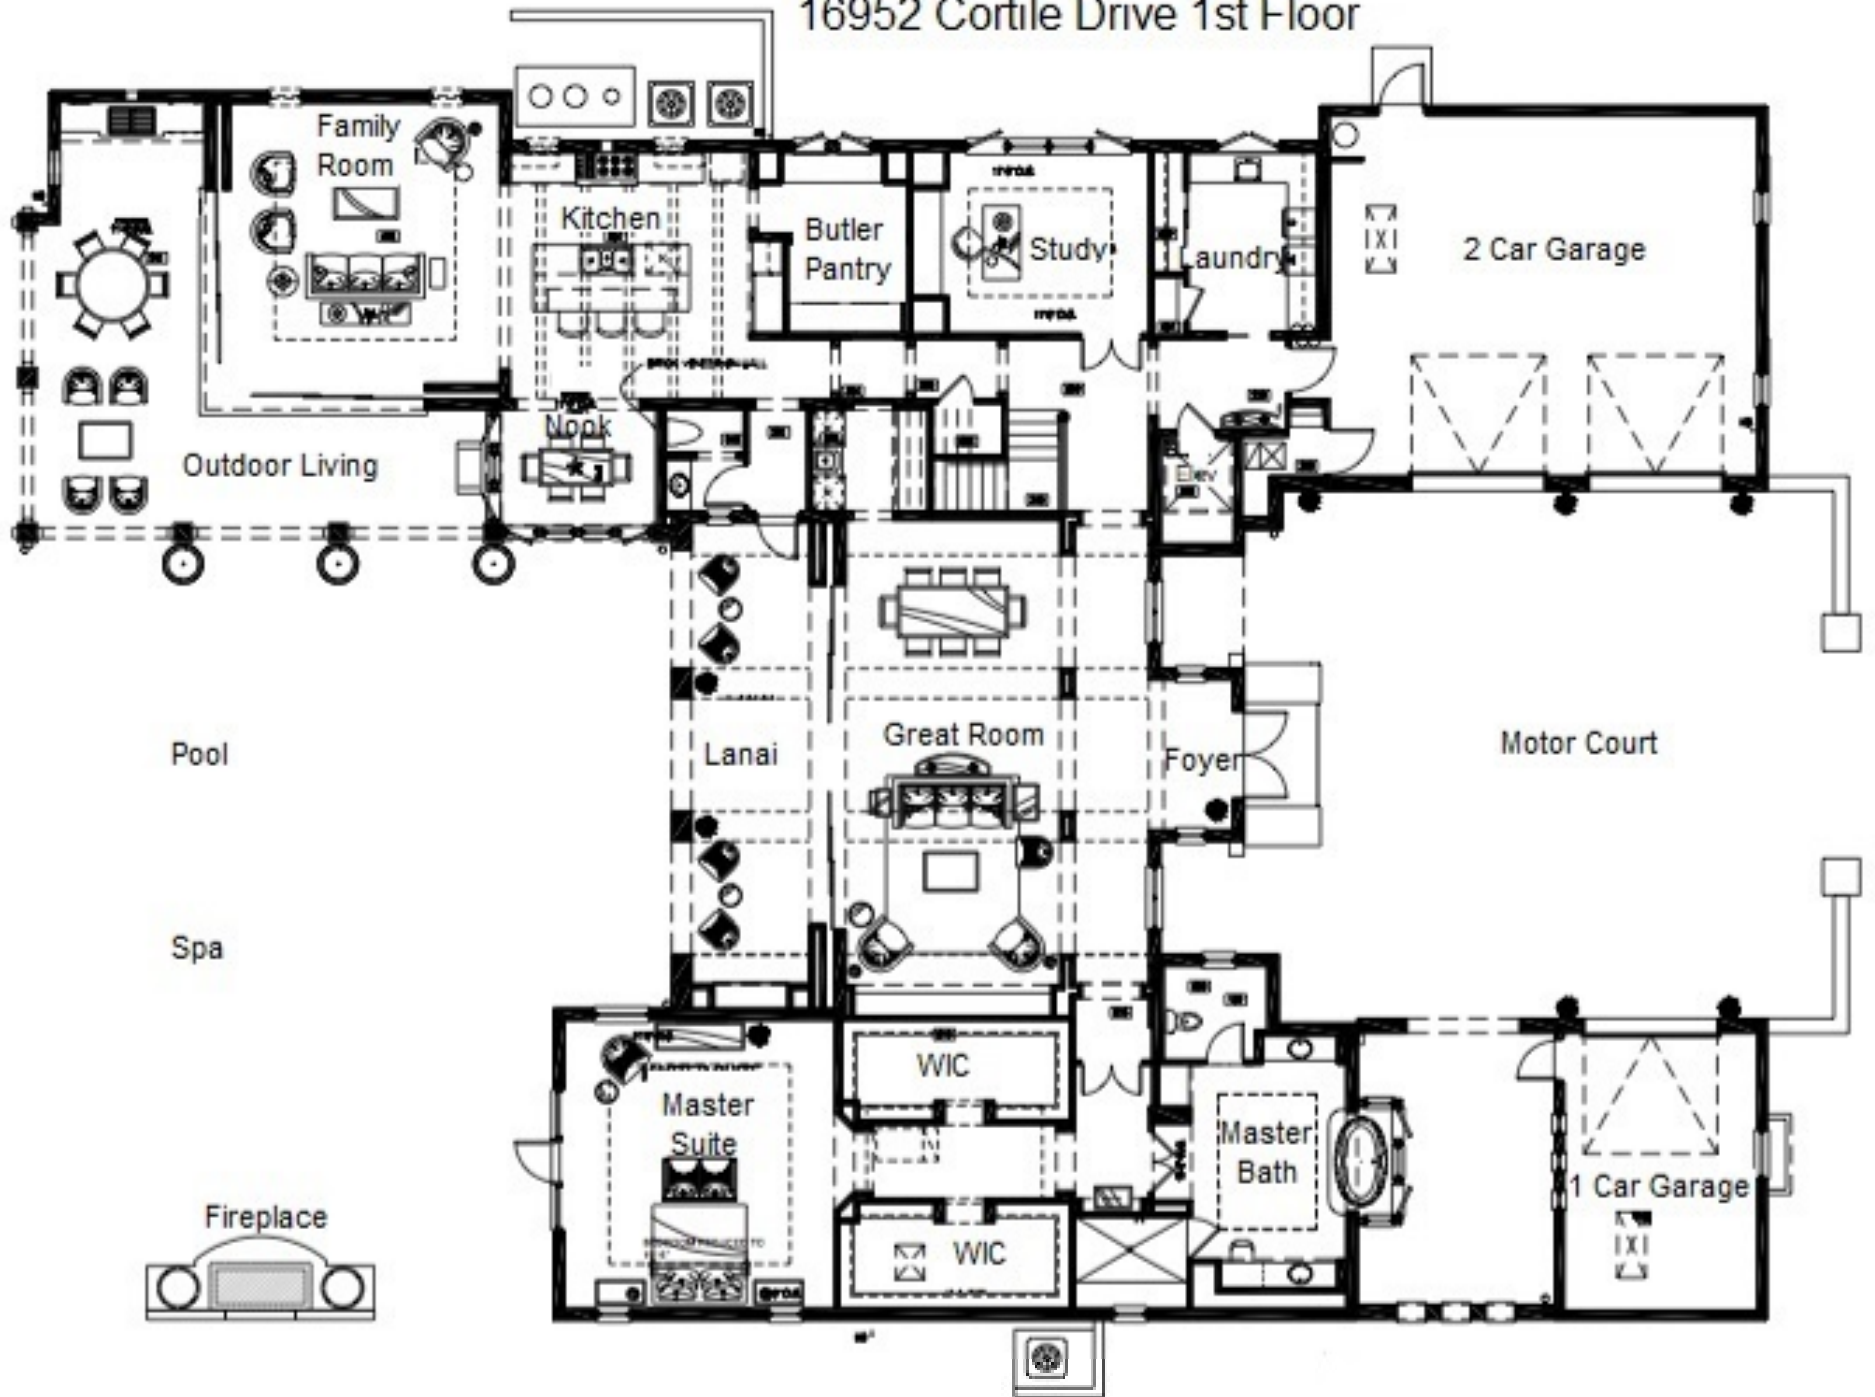 16952 Cortile Drive 1st Floor
Family
Room
Kitchen
Butler
Pantry
Study
Laundry
2 Car Garage
Nook
Outdoor Living
Pool
Lanai
Great Room
Foyer
Motor Court
Spa
WIC
Master
Suite
Master
Bath
1 Car Garage
Fireplace
WIC